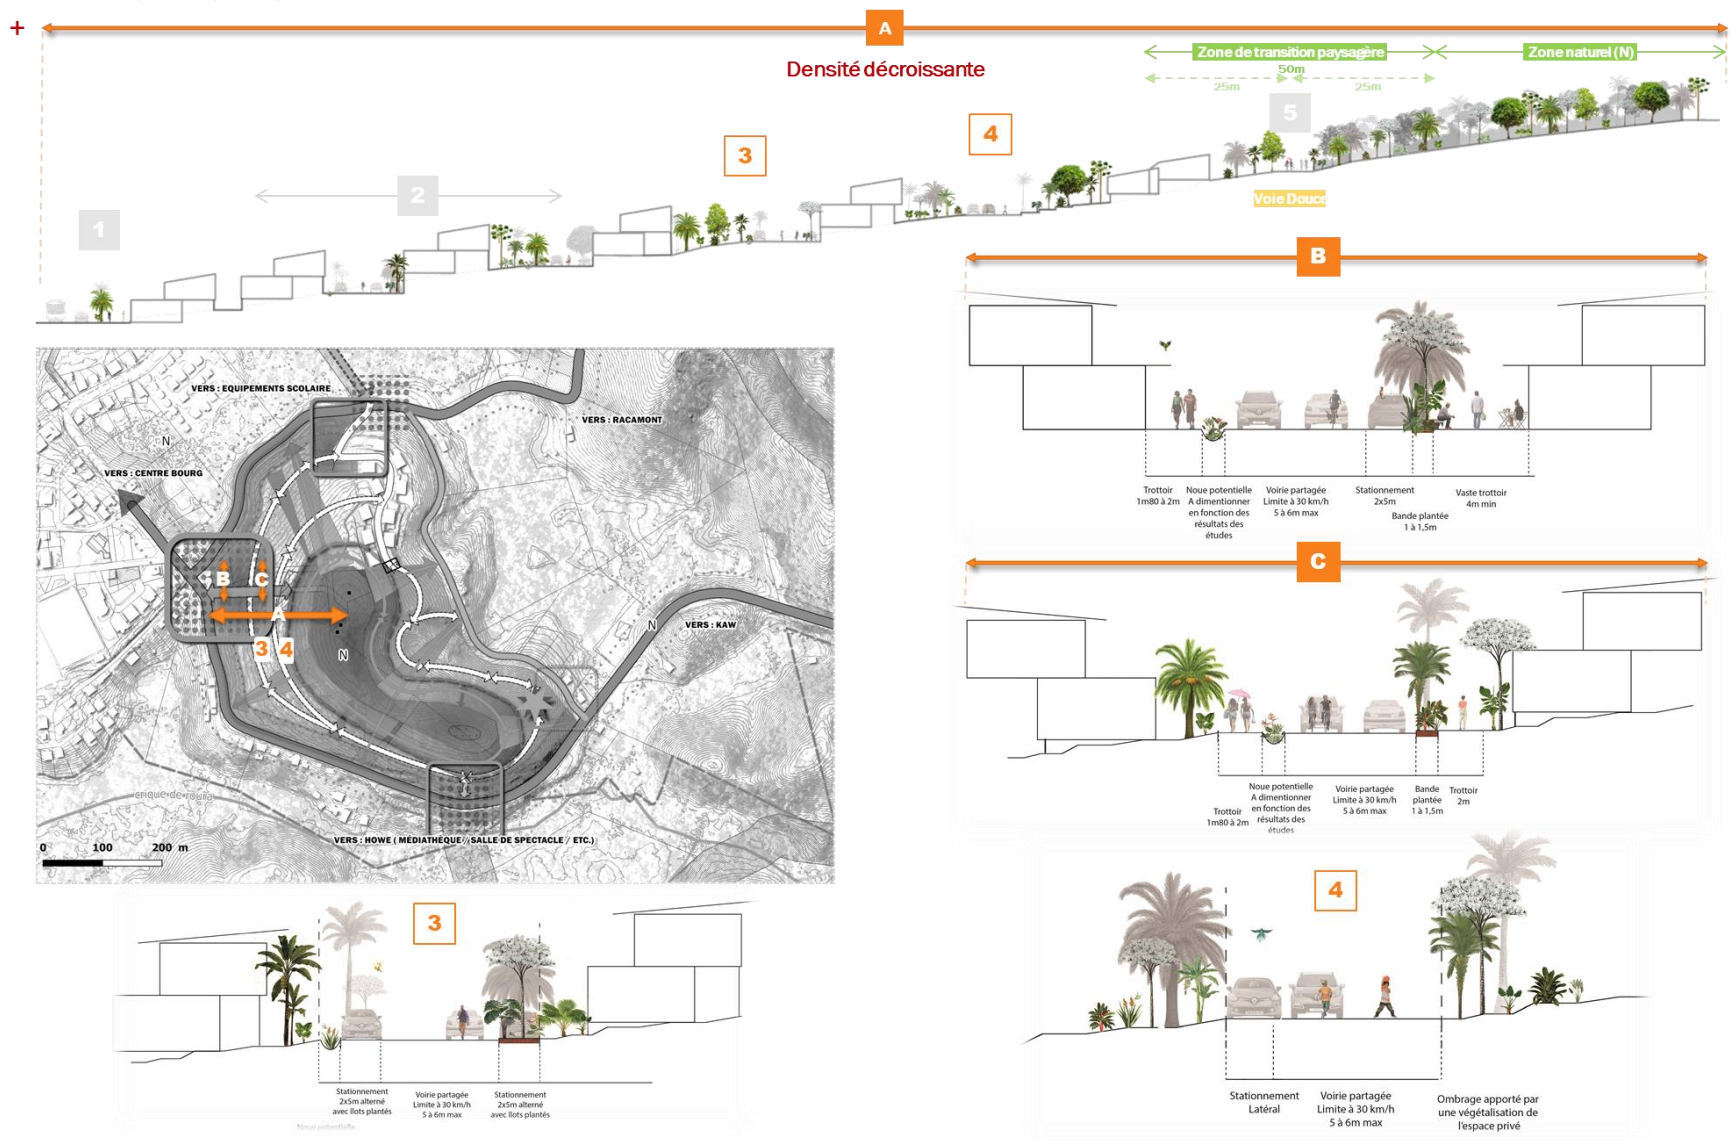 +
A
Densité décroissante
Zone de transition paysagère
Zone naturel (N)
50m
25m
25m
1
2
3
4
5
Voie Douce
VERS : EQUIPEMENTS SCOLAIRE
VERS : RACAMONT
N
VERS : CENTRE BOURG
B
C
A
3
4
N
N
VERS : KAW
crique de roura
VERS : HOWE ( MÉDIATHÈQUE / SALLE DE SPECTACLE / ETC.)
0
100
200 m
B
Trottoir
1m80 à 2m
Noue potentielle
A dimentionner
en fonction des
résultats des
études
Voirie partagée
Limite à 30 km/h
5 à 6m max
Stationnement
2x5m
Bande plantée
1 à 1,5m
Vaste trottoir
4m min
C
Trottoir
1m80 à 2m
Noue potentielle
A dimentionner
en fonction des
résultats des
études
Voirie partagée
Limite à 30 km/h
5 à 6m max
Bande
plantée
1 à 1,5m
Trottoir
2m
3
Stationnement
2x5m alterné
avec îlots plantés
Voirie partagée
Limite à 30 km/h
5 à 6m max
Stationnement
2x5m alterné
avec îlots plantés
Noue potentielle
4
Stationnement
Latéral
Voirie partagée
Limite à 30 km/h
5 à 6m max
Ombrage apporté par
une végétalisation de
l'espace privé